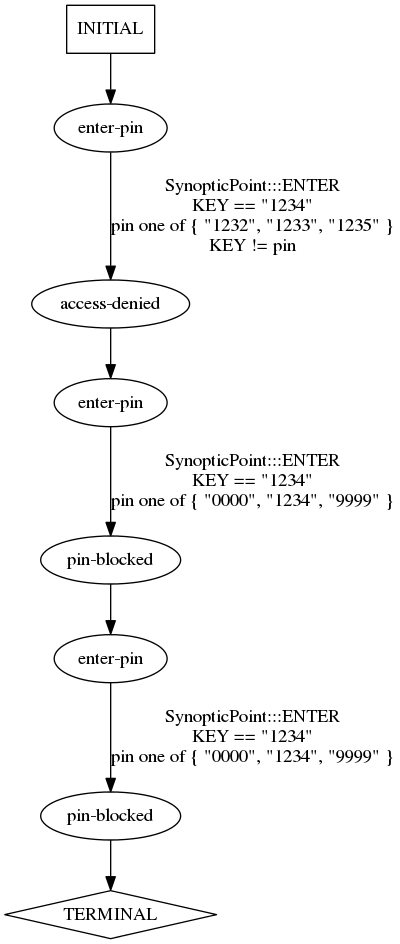 INITIAL
enter-pin
SynopticPoint:::ENTER
KEY == "1234"
pin one of { "1232", "1233", "1235" }
KEY != pin
access-denied
enter-pin
SynopticPoint:::ENTER
KEY == "1234"
pin one of { "0000", "1234", "9999" }
pin-blocked
enter-pin
SynopticPoint:::ENTER
KEY == "1234"
pin one of { "0000", "1234", "9999" }
pin-blocked
TERMINAL